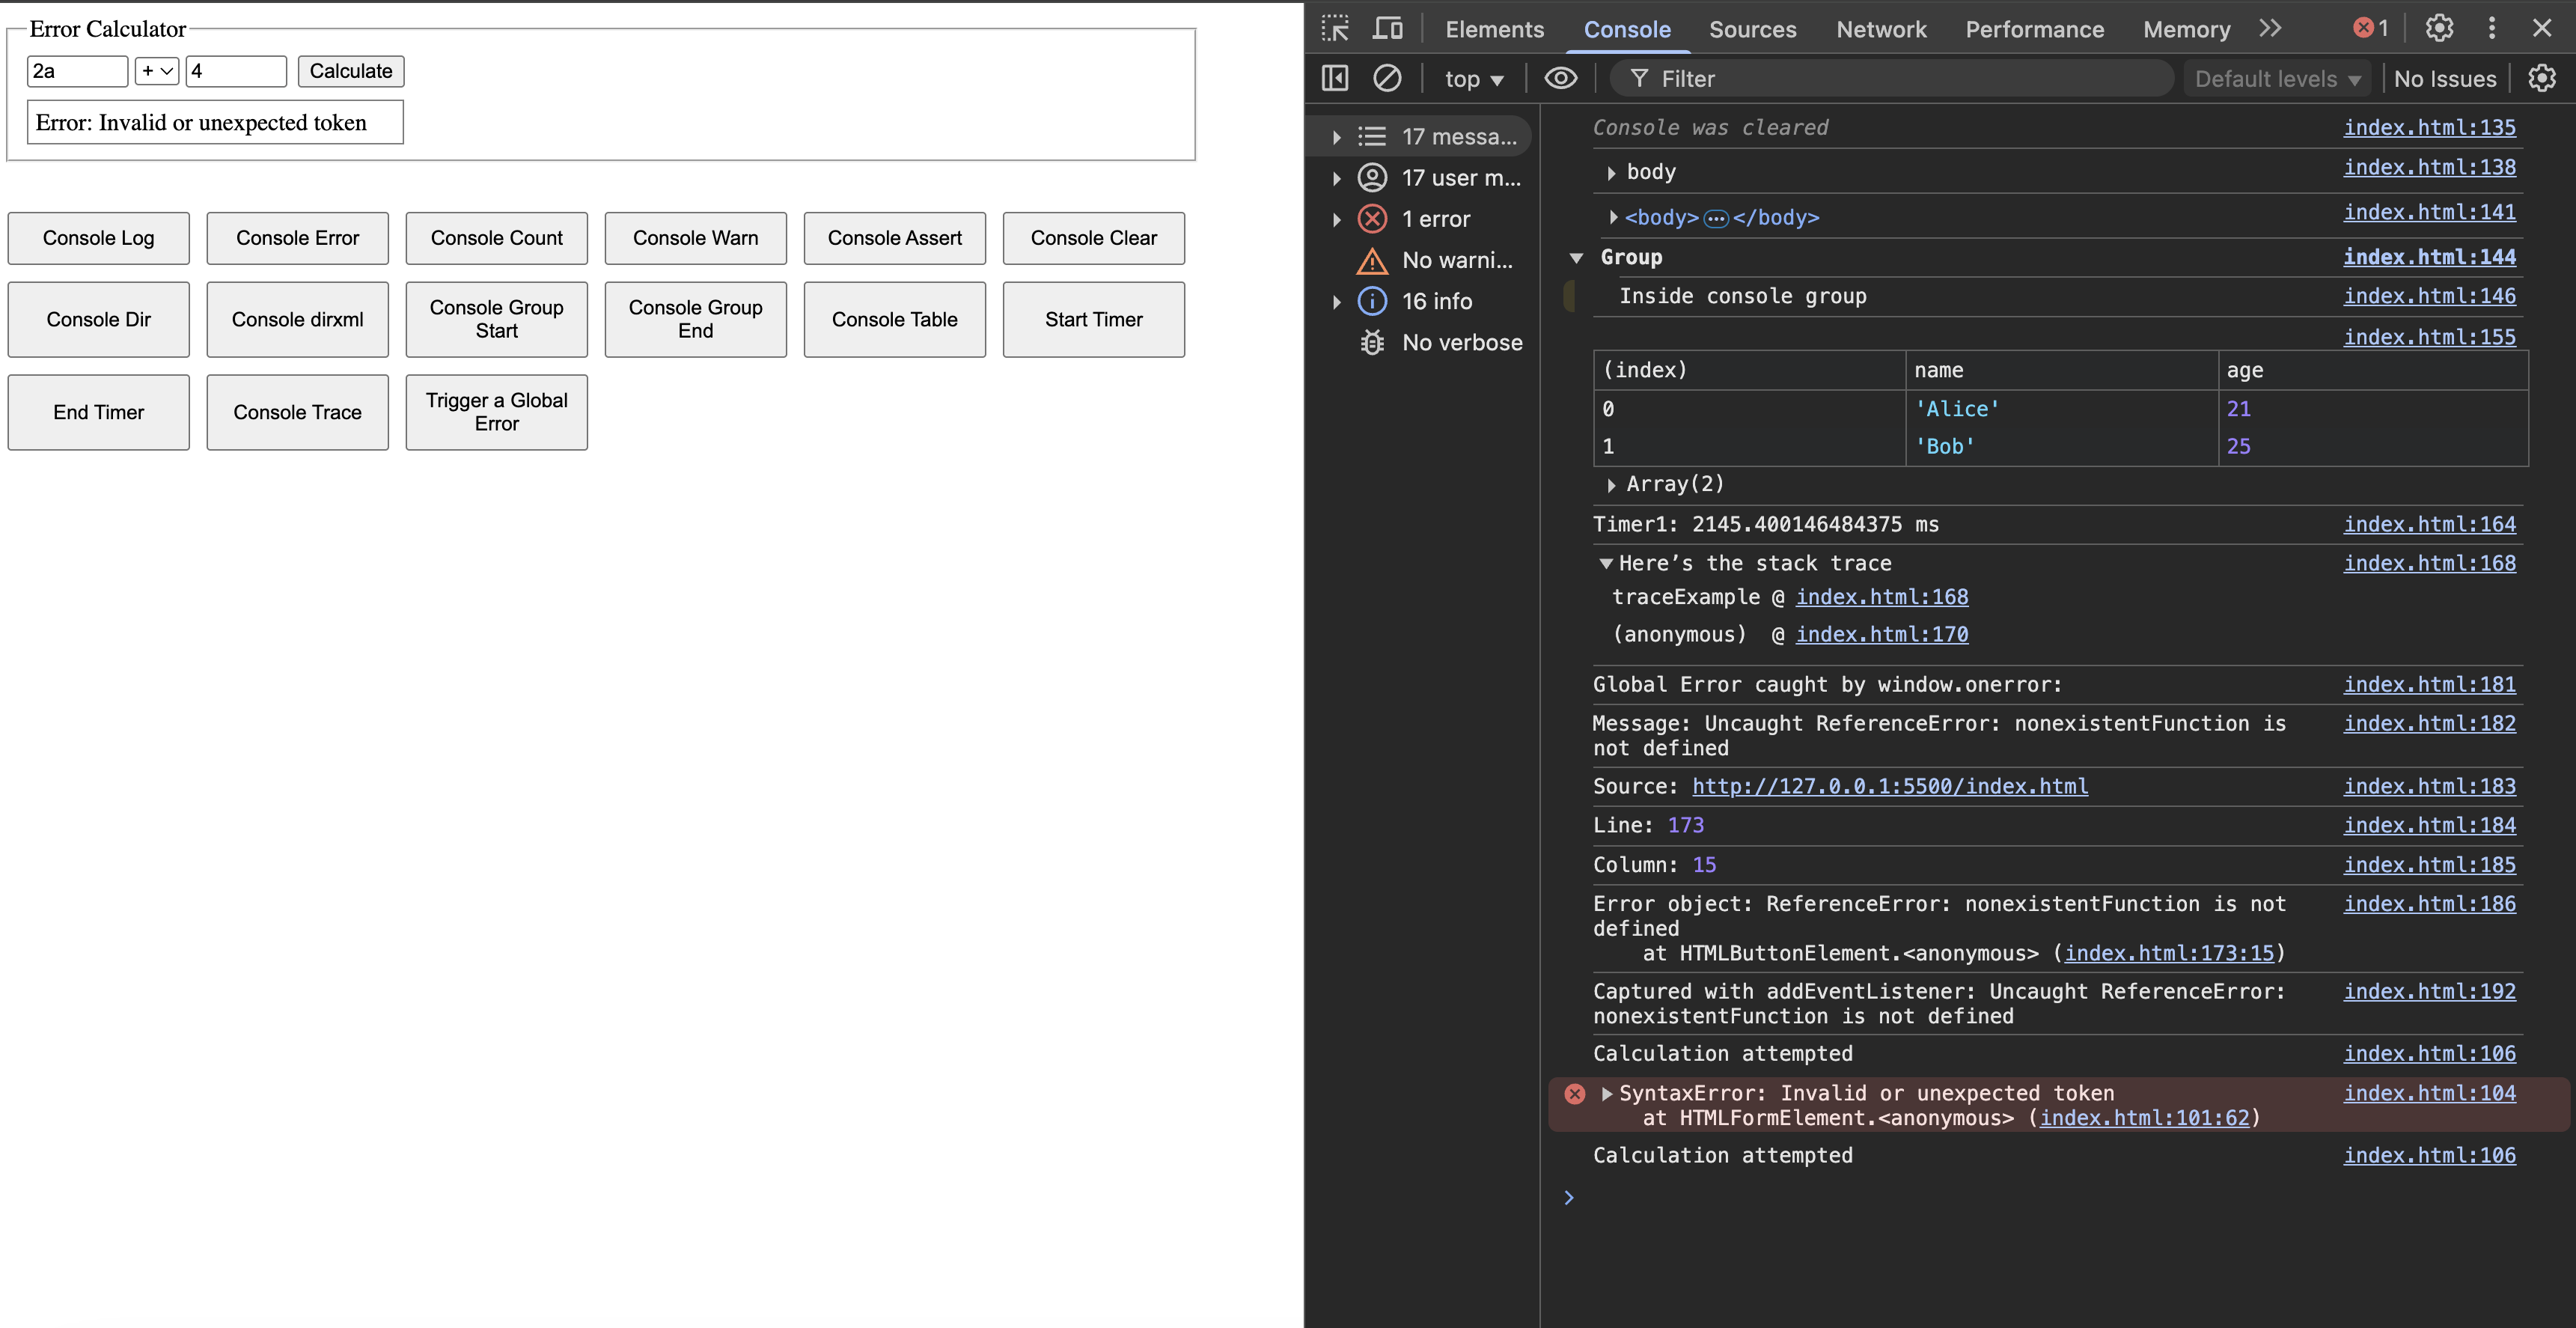 Error Calculator
2a + 4 Calculate
Error: Invalid or unexpected token
Console Log Console Error Console Count Console Warn Console Assert Console Clear
Console Dir Console dirxml Console Group Start Console Group End Console Table Start Timer
End Timer Console Trace Trigger a Global Error
Elements Console Sources Network Performance Memory 1
top Filter Default levels No Issues
17 messa...
17 user m...
1 error
No warni...
16 info
No verbose
Console was cleared index.html:135
body index.html:138
<body>…</body> index.html:141
Group index.html:144
Inside console group index.html:146
index.html:155
(index) name age
0 'Alice' 21
1 'Bob' 25
Array(2)
Timer1: 2145.400146484375 ms index.html:164
Here’s the stack trace index.html:168
traceExample @ index.html:168
(anonymous) @ index.html:170
Global Error caught by window.onerror: index.html:181
Message: Uncaught ReferenceError: nonexistentFunction is index.html:182
not defined
Source: http://127.0.0.1:5500/index.html index.html:183
Line: 173 index.html:184
Column: 15 index.html:185
Error object: ReferenceError: nonexistentFunction is not index.html:186
defined
at HTMLButtonElement.<anonymous> (index.html:173:15)
Captured with addEventListener: Uncaught ReferenceError: index.html:192
nonexistentFunction is not defined
Calculation attempted index.html:106
SyntaxError: Invalid or unexpected token index.html:104
at HTMLFormElement.<anonymous> (index.html:101:62)
Calculation attempted index.html:106